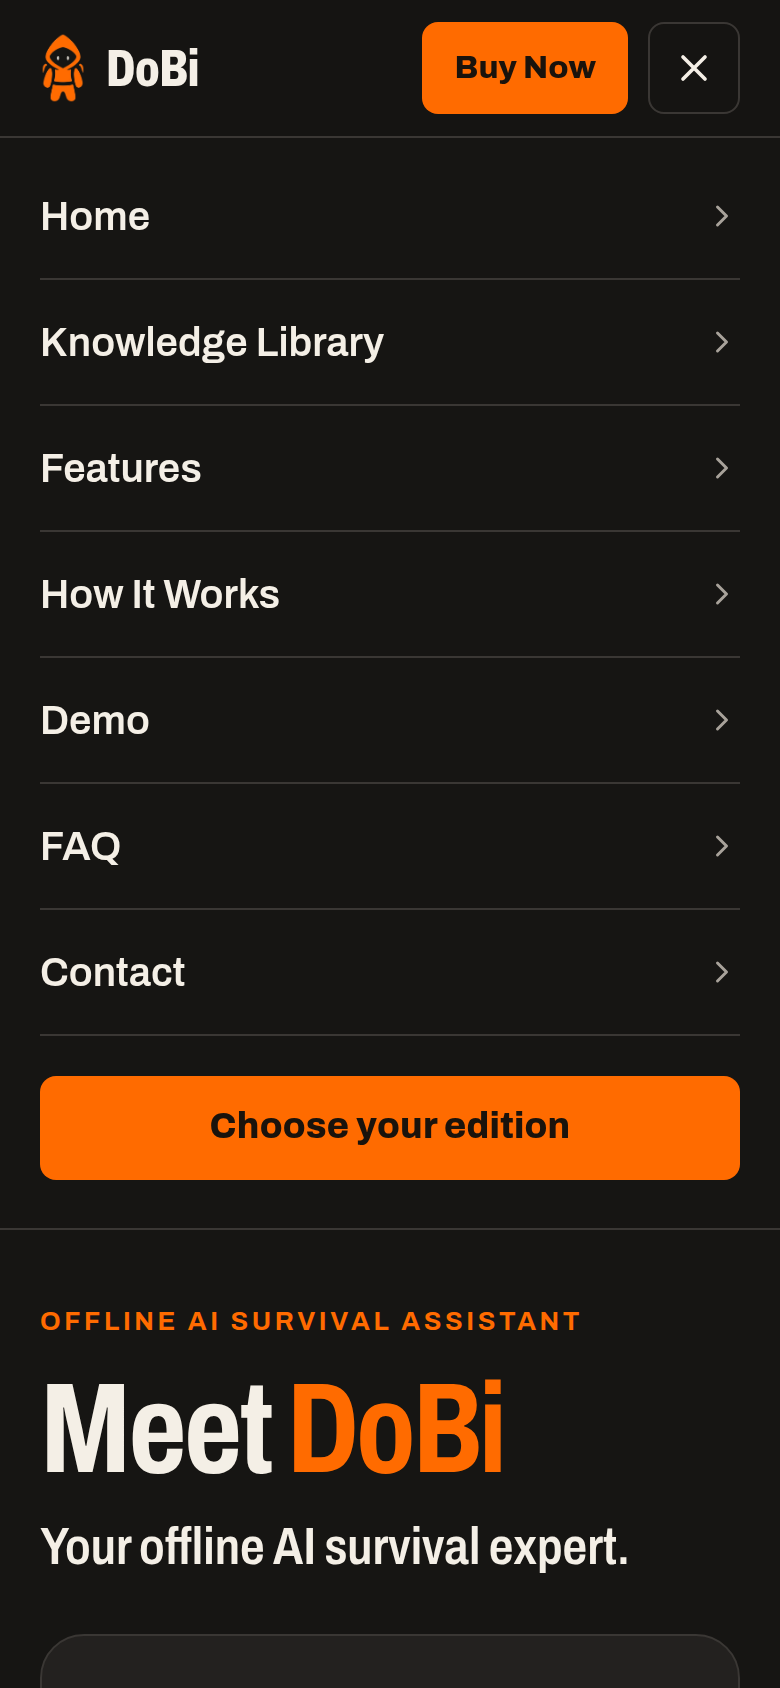 DoBi
Buy Now
Home
Knowledge Library
Features
How It Works
Demo
FAQ
Contact
Choose your edition
OFFLINE AI SURVIVAL ASSISTANT
Meet DoBi
Your offline AI survival expert.